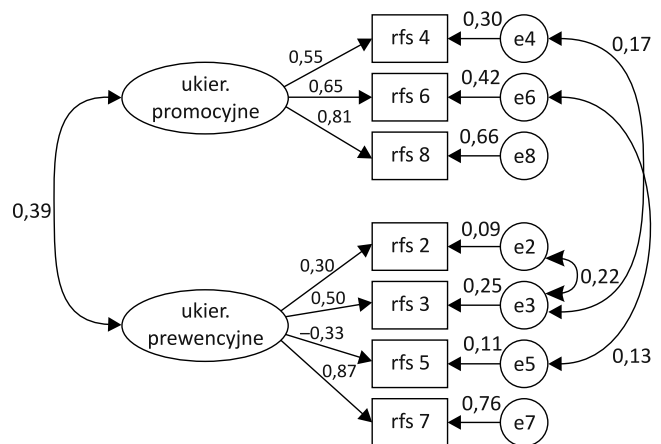 0,30
0,17
rfs 4
e4
0,55
ukier.
promocyjne
0,65
0,42
rfs 6
e6
0,81
0,66
rfs 8
e8
0,39
0,09
rfs 2
e2
0,30
0,22
0,25
ukier.
prewencyjne
0,50
rfs 3
e3
–0,33
0,11
rfs 5
e5
0,13
0,87
0,76
rfs 7
e7